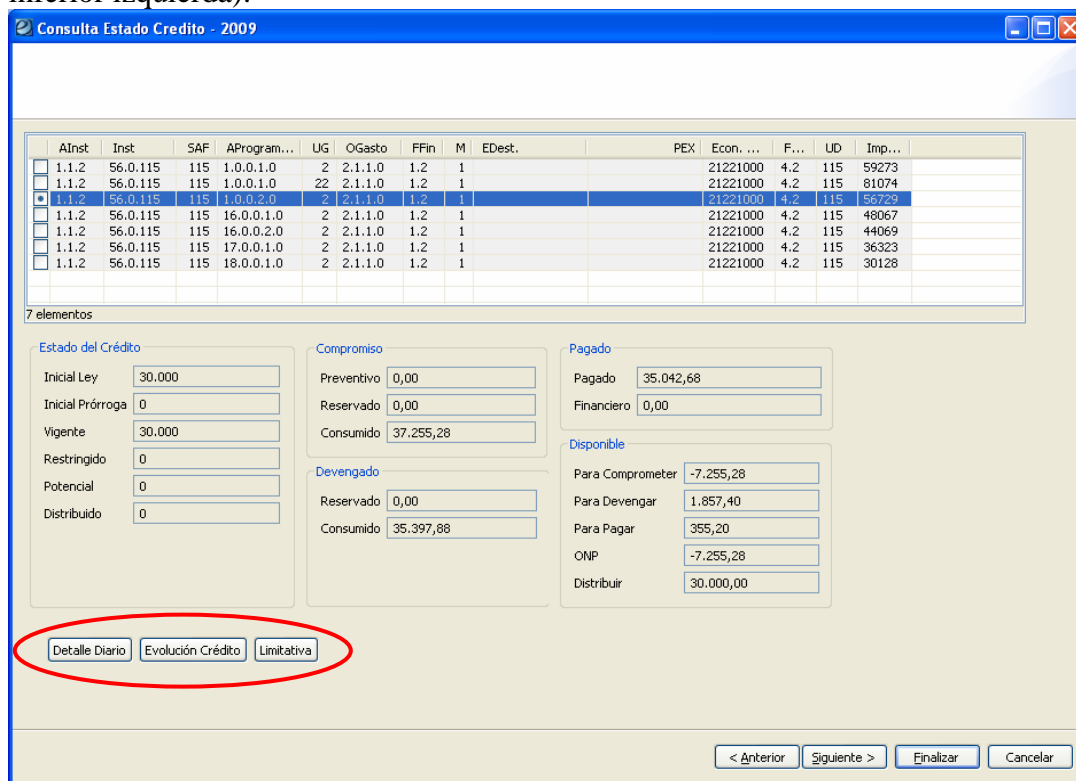 inferior izquierda).
Consulta Estado Credito - 2009
AInst Inst SAF AProgram... UG OGasto FFin M EDest. PEX Econ. ... F... UD Imp...
1.1.2 56.0.115 115 1.0.0.1.0 2 2.1.1.0 1.2 1 21221000 4.2 115 59273
1.1.2 56.0.115 115 1.0.0.1.0 22 2.1.1.0 1.2 1 21221000 4.2 115 81074
1.1.2 56.0.115 115 1.0.0.2.0 2 2.1.1.0 1.2 1 21221000 4.2 115 56729
1.1.2 56.0.115 115 16.0.0.1.0 2 2.1.1.0 1.2 1 21221000 4.2 115 48067
1.1.2 56.0.115 115 16.0.0.2.0 2 2.1.1.0 1.2 1 21221000 4.2 115 44069
1.1.2 56.0.115 115 17.0.0.1.0 2 2.1.1.0 1.2 1 21221000 4.2 115 36323
1.1.2 56.0.115 115 18.0.0.1.0 2 2.1.1.0 1.2 1 21221000 4.2 115 30128
7 elementos
Estado del Crédito
Inicial Ley 30.000
Inicial Prórroga 0
Vigente 30.000
Restringido 0
Potencial 0
Distribuido 0
Compromiso
Preventivo 0,00
Reservado 0,00
Consumido 37.255,28
Devengado
Reservado 0,00
Consumido 35.397,88
Pagado
Pagado 35.042,68
Financiero 0,00
Disponible
Para Comprometer -7.255,28
Para Devengar 1.857,40
Para Pagar 355,20
ONP -7.255,28
Distribuir 30.000,00
Detalle Diario Evolución Crédito Limitativa
< Anterior Siguiente > Finalizar Cancelar